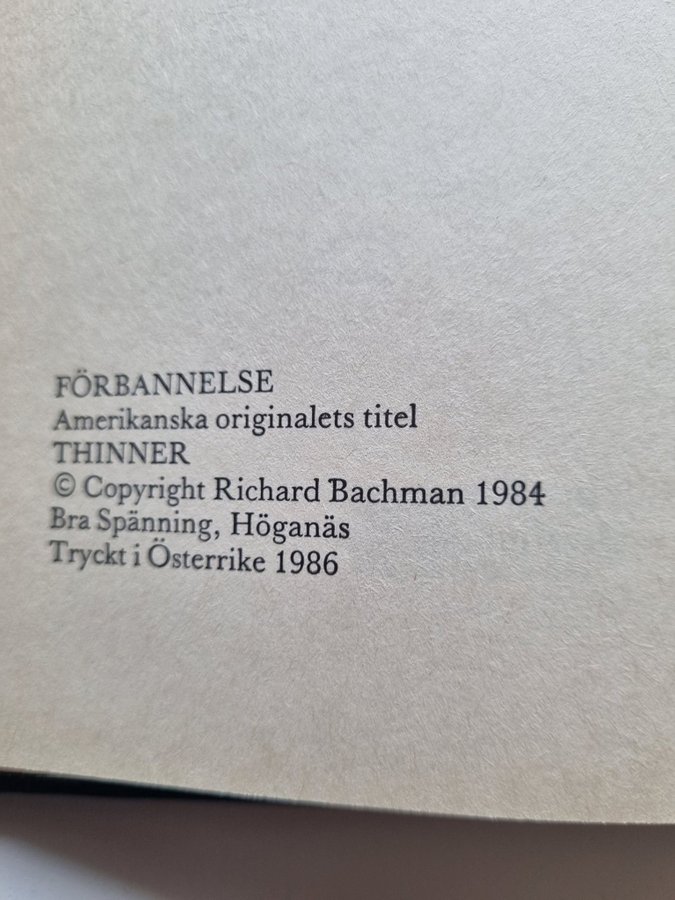 FÖRBANNELSE
Amerikanska originalets titel
THINNER
© Copyright Richard Bachman 1984
Bra Spänning, Höganäs
Tryckt i Österrike 1986